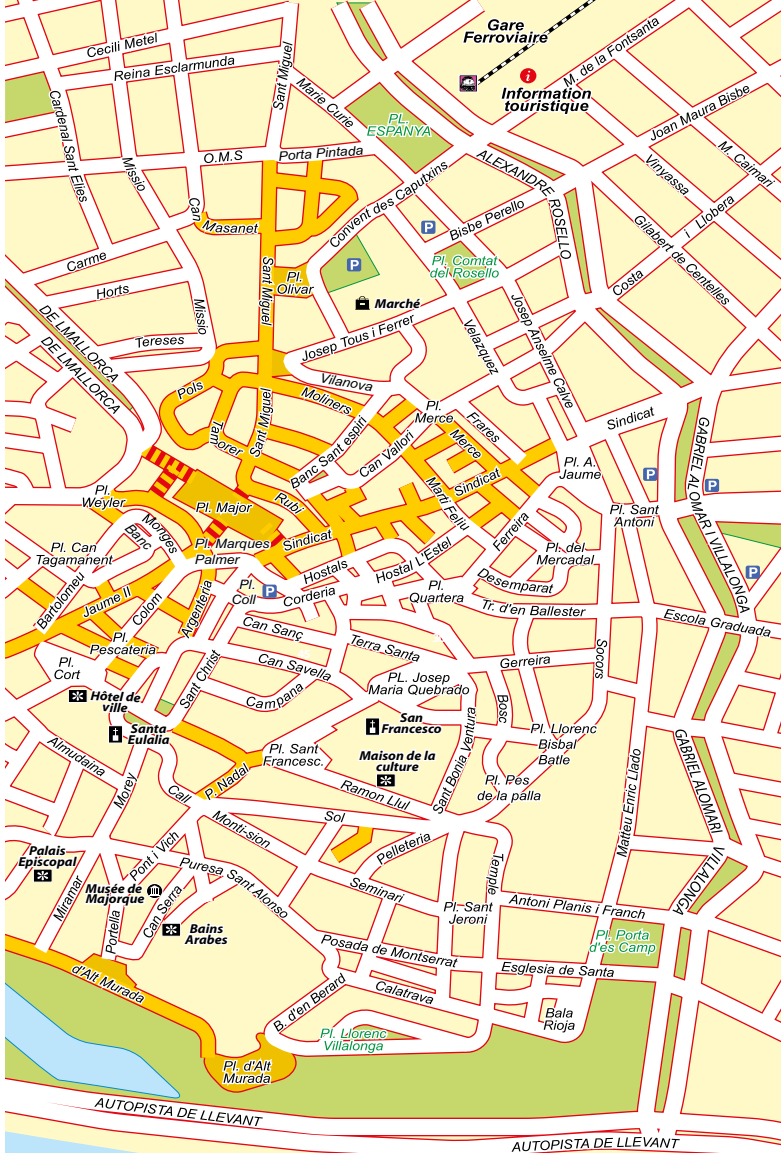 Gare
Ferroviaire
Cecili Metel
Reina Esclarmunda
Sant Miguel
Marie Curie
i
Information
touristique
M. de la Fontsanta
Joan Maura Bisbe
M. Caimari
Vinyassa
Cardenal Sant Elies
Missio
O.M.S
Porta Pintada
PL.
ESPANYA
ALEXANDRE ROSELLO
Can Masanet
Convent des Caputxins
Bisbe Perello
P
P
Gilabert de Centelles
i Llobera
Costa
Carme
Horts
Missio
Sant Miguel
Pl.
Olivar
Marché
Pl. Comtat
del Rosello
Josep Anselme Calve
Velazquez
DE LMALLORCA
DE LMALLORCA
Tereses
Josep Tous i Ferrer
Vilanova
Pols
Moliners
Tamorer
Sant Miguel
Banc Sant espiri
Can Vallori
Pl.
Merce
Merce
Frares
Sindicat
Sindicat
Pl. A.
Jaume
P
P
GABRIEL ALOMAR I VILLALONGA
Pl.
Weyler
Pl. Major
Rubi
Marti Feliu
Ferreira
Pl. Sant
Antoni
Monges
Banc
Pl. Marques
Palmer
Sindicat
Pl. Can
Tagamanent
Hostals
Hostal L'Estel
Pl. del
Mercadal
Desemparat
P
Bartolomeu
Jaume II
Colom
Argenteria
Pl.
Coll
P
Corderia
Pl.
Quartera
Tr. d'en Ballester
Escola Graduada
Pl.
Pescateria
Can Sanç
Terra Santa
Gerreira
Socors
Pl.
Cort
Sant Christ
Can Savella
Campana
PL. Josep
Maria Quebrado
Bosc
Hôtel de
ville
Santa
Eulalia
San
Francesco
Sant Bonia Ventura
Pl. Llorenc
Bisbal
Batle
GABRIEL ALOMARI
VILLALONGA
Almudaina
Morey
Call
P. Nadal
Pl. Sant
Francesc.
Maison de la
culture
Ramon Llul
Pl. Pes
de la palla
Matteu Enric Llado
Monti-sion
Sol
Pelleteria
Pont i Vich
Puresa Sant Alonso
Palais
Episcopal
Miramar
Musée de
Majorque
Can Serra
Portella
Bains
Arabes
Seminari
Temple
Pl. Sant
Jeroni
Antoni Planis i Franch
Pl. Porta
d'es Camp
Posada de Montserrat
Esglesia de Santa
Calatrava
d'Alt Murada
B. d'en Berard
Bala
Rioja
Pl. Llorenc
Villalonga
Pl. d'Alt
Murada
AUTOPISTA DE LLEVANT
AUTOPISTA DE LLEVANT